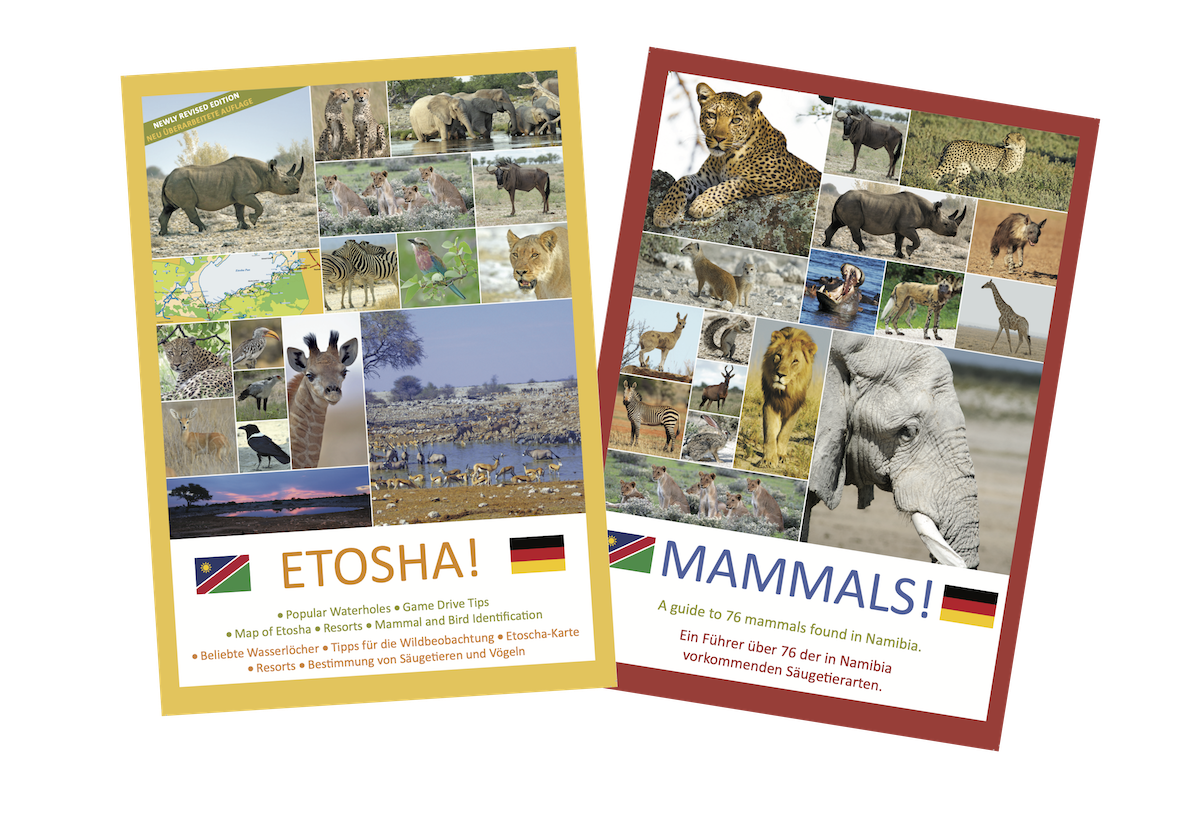 NEWLY REVISED EDITION
NEU ÜBERARBEITETE AUFLAGE
ETOSHA!
• Popular Waterholes • Game Drive Tips
• Map of Etosha • Resorts • Mammal and Bird Identification
• Beliebte Wasserlöcher • Tipps für die Wildbeobachtung • Etoscha-Karte
• Resorts • Bestimmung von Säugetieren und Vögeln
MAMMALS!
A guide to 76 mammals found in Namibia.
Ein Führer über 76 der in Namibia
vorkommenden Säugetierarten.